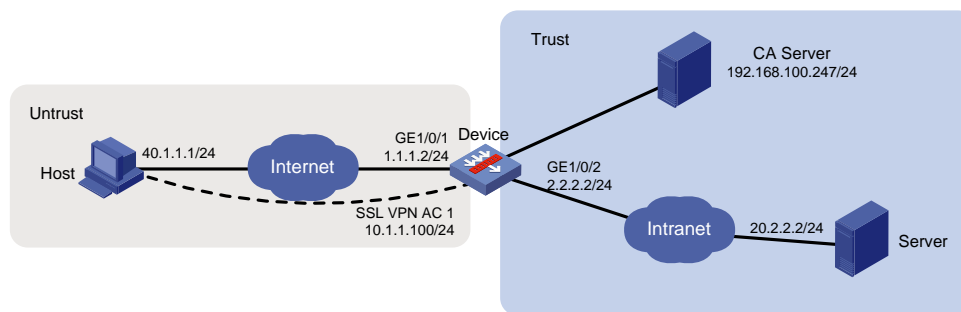 Trust
CA Server
192.168.100.247/24
Untrust
GE1/0/1
1.1.1.2/24
Device
40.1.1.1/24
Host
Internet
GE1/0/2
2.2.2.2/24
SSL VPN AC 1
10.1.1.100/24
Intranet
20.2.2.2/24
Server